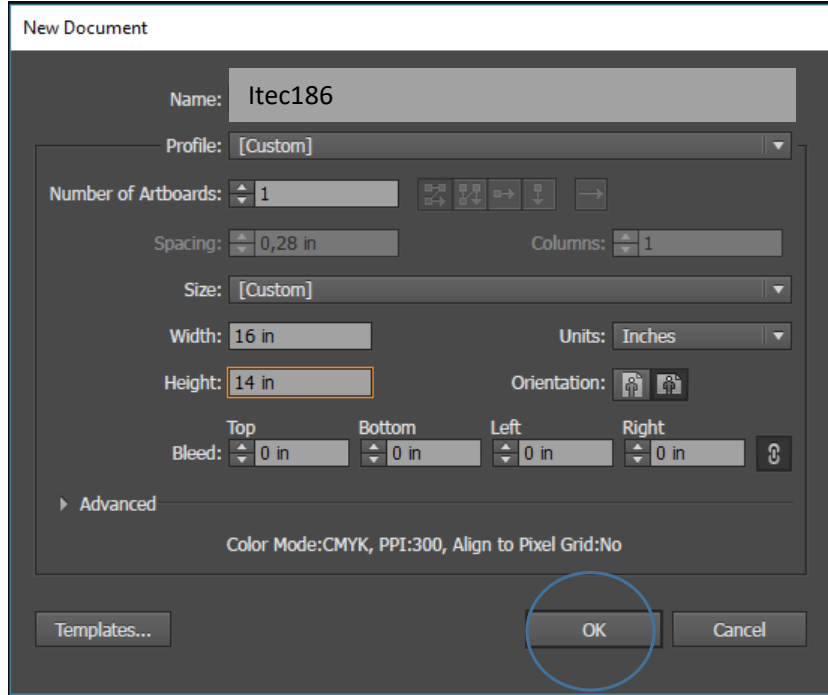 New Document
Name: Itec186
Profile: [Custom]
Number of Artboards: 1
Spacing: 0,28 in Columns: 1
Size: [Custom]
Width: 16 in Units: Inches
Height: 14 in Orientation:
Top Bottom Left Right
Bleed: 0 in 0 in 0 in 0 in
Advanced
Color Mode:CMYK, PPI:300, Align to Pixel Grid:No
Templates... OK Cancel